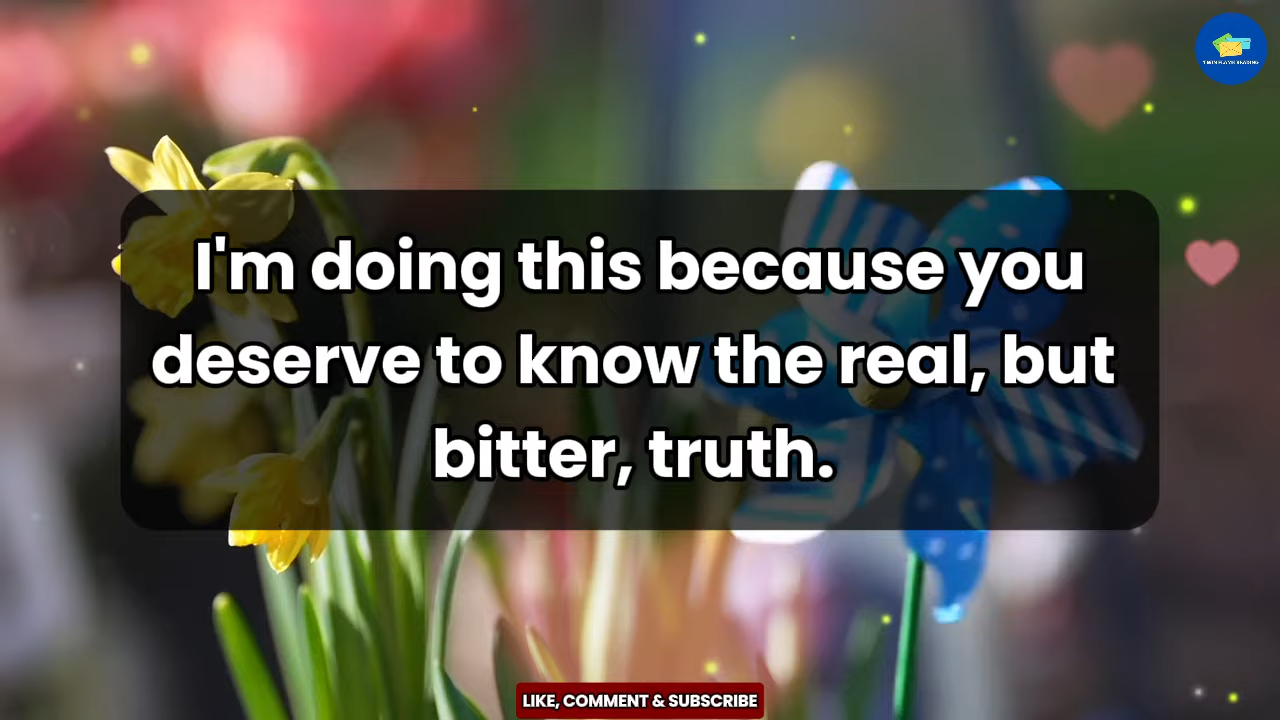 I'm doing this because you
deserve to know the real, but
bitter, truth.
LIKE, COMMENT & SUBSCRIBE